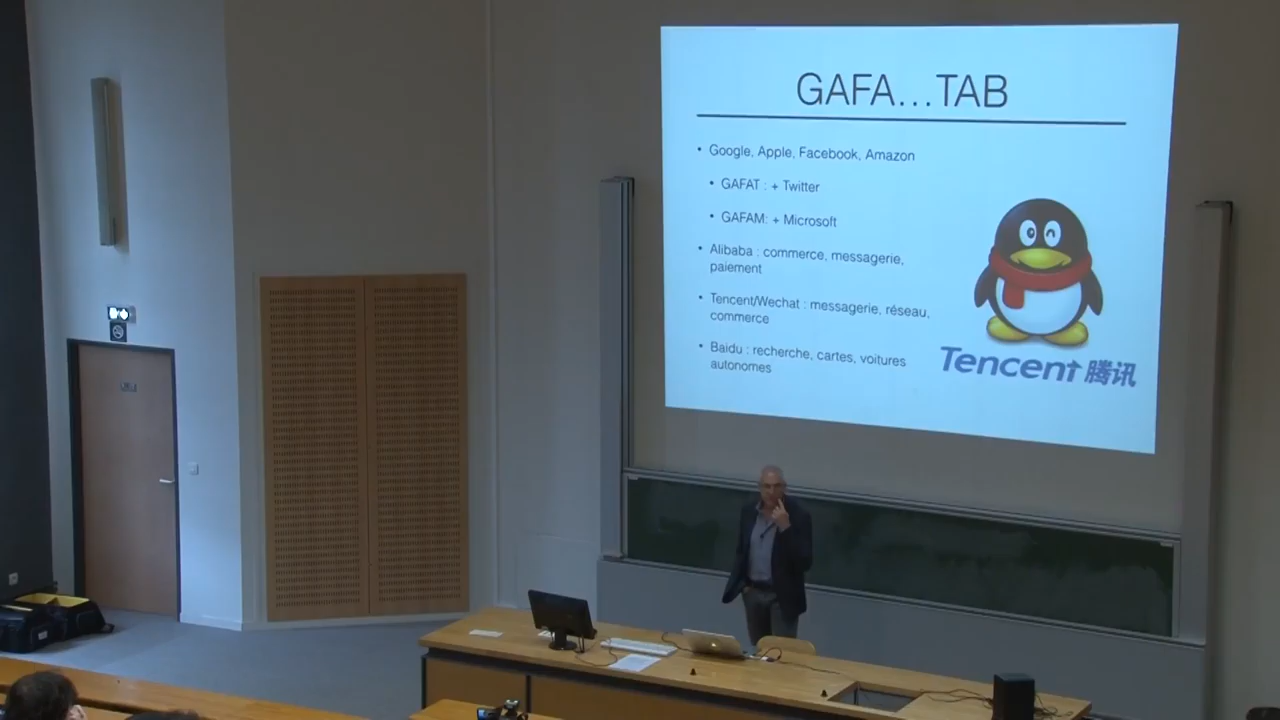 GAFA...TAB
• Google, Apple, Facebook, Amazon
• GAFAT : + Twitter
• GAFAM: + Microsoft
• Alibaba : commerce, messagerie,
paiement
• Tencent/Wechat : messagerie, réseau,
commerce
• Baidu : recherche, cartes, voitures
autonomes
Tencent 腾讯